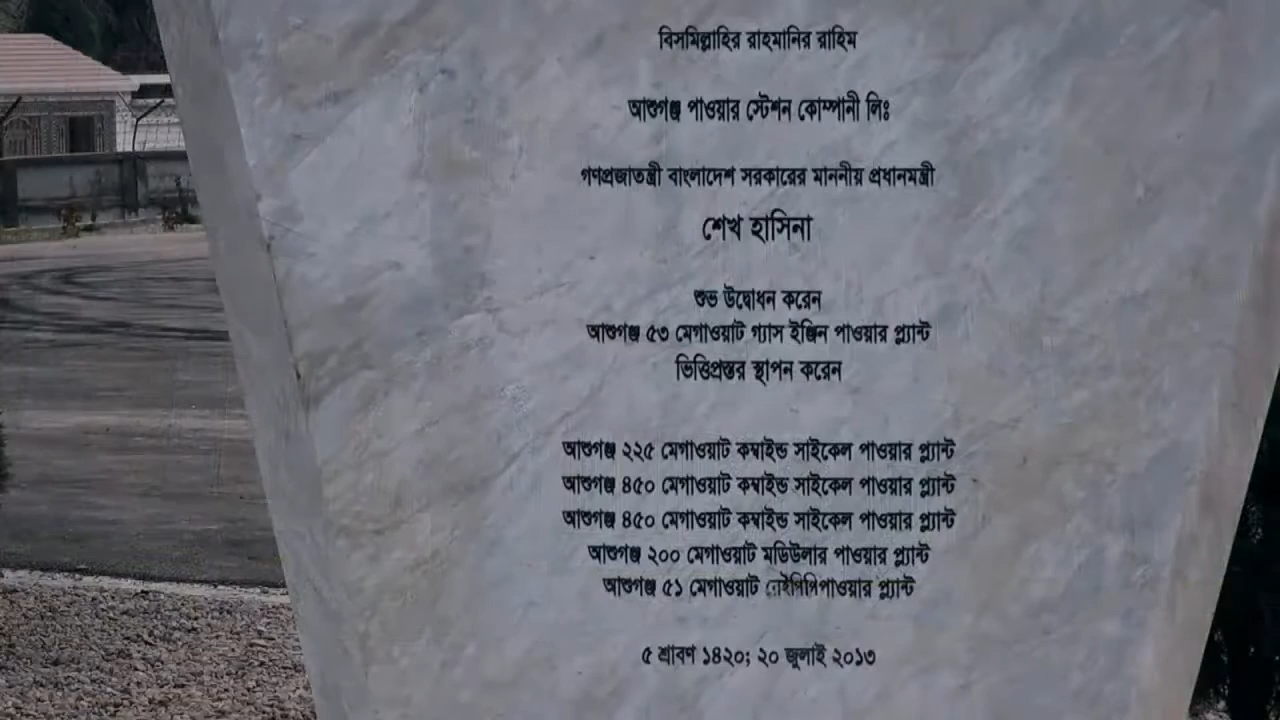 বিসমিল্লাহির রাহমানির রাহিম
আশুগঞ্জ পাওয়ার স্টেশন কোম্পানী লিঃ
গণপ্রজাতন্ত্রী বাংলাদেশ সরকারের মাননীয় প্রধানমন্ত্রী
শেখ হাসিনা
শুভ উদ্বোধন করেন
আশুগঞ্জ ৫৩ মেগাওয়াট গ্যাস ইঞ্জিন পাওয়ার প্ল্যান্ট
ভিত্তিপ্রস্তর স্থাপন করেন
আশুগঞ্জ ২২৫ মেগাওয়াট কম্বাইন্ড সাইকেল পাওয়ার প্ল্যান্ট
আশুগঞ্জ ৪৫০ মেগাওয়াট কম্বাইন্ড সাইকেল পাওয়ার প্ল্যান্ট
আশুগঞ্জ ৪৫০ মেগাওয়াট কম্বাইন্ড সাইকেল পাওয়ার প্ল্যান্ট
আশুগঞ্জ ২০০ মেগাওয়াট মডিউলার পাওয়ার প্ল্যান্ট
আশুগঞ্জ ৫১ মেগাওয়াট পাওয়ার প্ল্যান্ট
৫ শ্রাবণ ১৪২০; ২০ জুলাই ২০১৩